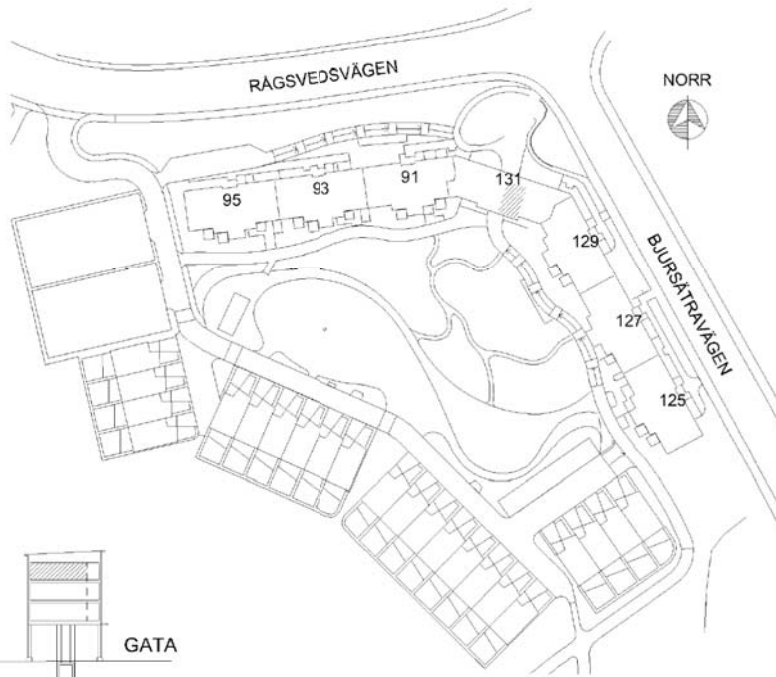 RÅGSVEDSVÄGEN
NORR
95
93
91
131
129
BJURSÄTRAVÄGEN
127
125
GATA